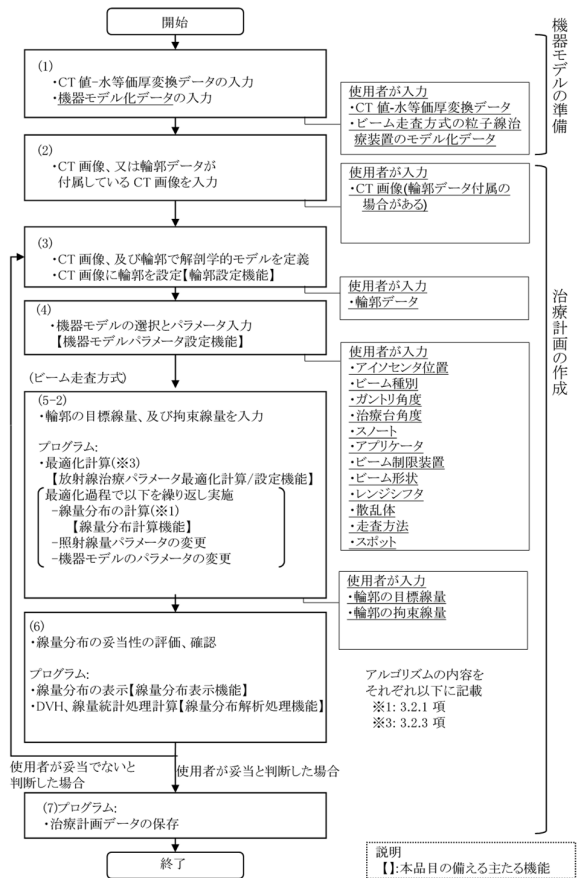 開始
機器モデルの準備
(1)
・CT 値-水等価厚変換データの入力
・機器モデル化データの入力
使用者が入力
・CT 値-水等価厚変換データ
・ビーム走査方式の粒子線治
療装置のモデル化データ
(2)
・CT 画像、又は輪郭データが
付属している CT 画像を入力
使用者が入力
・CT 画像(輪郭データ付属の
場合がある)
治療計画の作成
(3)
・CT 画像、及び輪郭で解剖学的モデルを定義
・CT 画像に輪郭を設定【輪郭設定機能】
使用者が入力
・輪郭データ
(4)
・機器モデルの選択とパラメータ入力
【機器モデルパラメータ設定機能】
使用者が入力
・アイソセンタ位置
・ビーム種別
・ガントリ角度
・治療台角度
・スノート
・アプリケータ
・ビーム制限装置
・ビーム形状
・レンジシフタ
・散乱体
・走査方法
・スポット
(ビーム走査方式)
(5-2)
・輪郭の目標線量、及び拘束線量を入力
プログラム:
・最適化計算(※3)
【放射線治療パラメータ最適化計算/設定機能】
最適化過程で以下を繰り返し実施
-線量分布の計算(※1)
【線量分布計算機能】
-照射線量パラメータの変更
-機器モデルのパラメータの変更
使用者が入力
・輪郭の目標線量
・輪郭の拘束線量
(6)
・線量分布の妥当性の評価、確認
プログラム:
・線量分布の表示【線量分布表示機能】
・DVH、線量統計処理計算【線量分布解析処理機能】
アルゴリズムの内容を
それぞれ以下に記載
※1: 3.2.1 項
※3: 3.2.3 項
使用者が妥当でないと
判断した場合
使用者が妥当と判断した場合
(7)プログラム:
・治療計画データの保存
終了
説明
【】:本品目の備える主たる機能